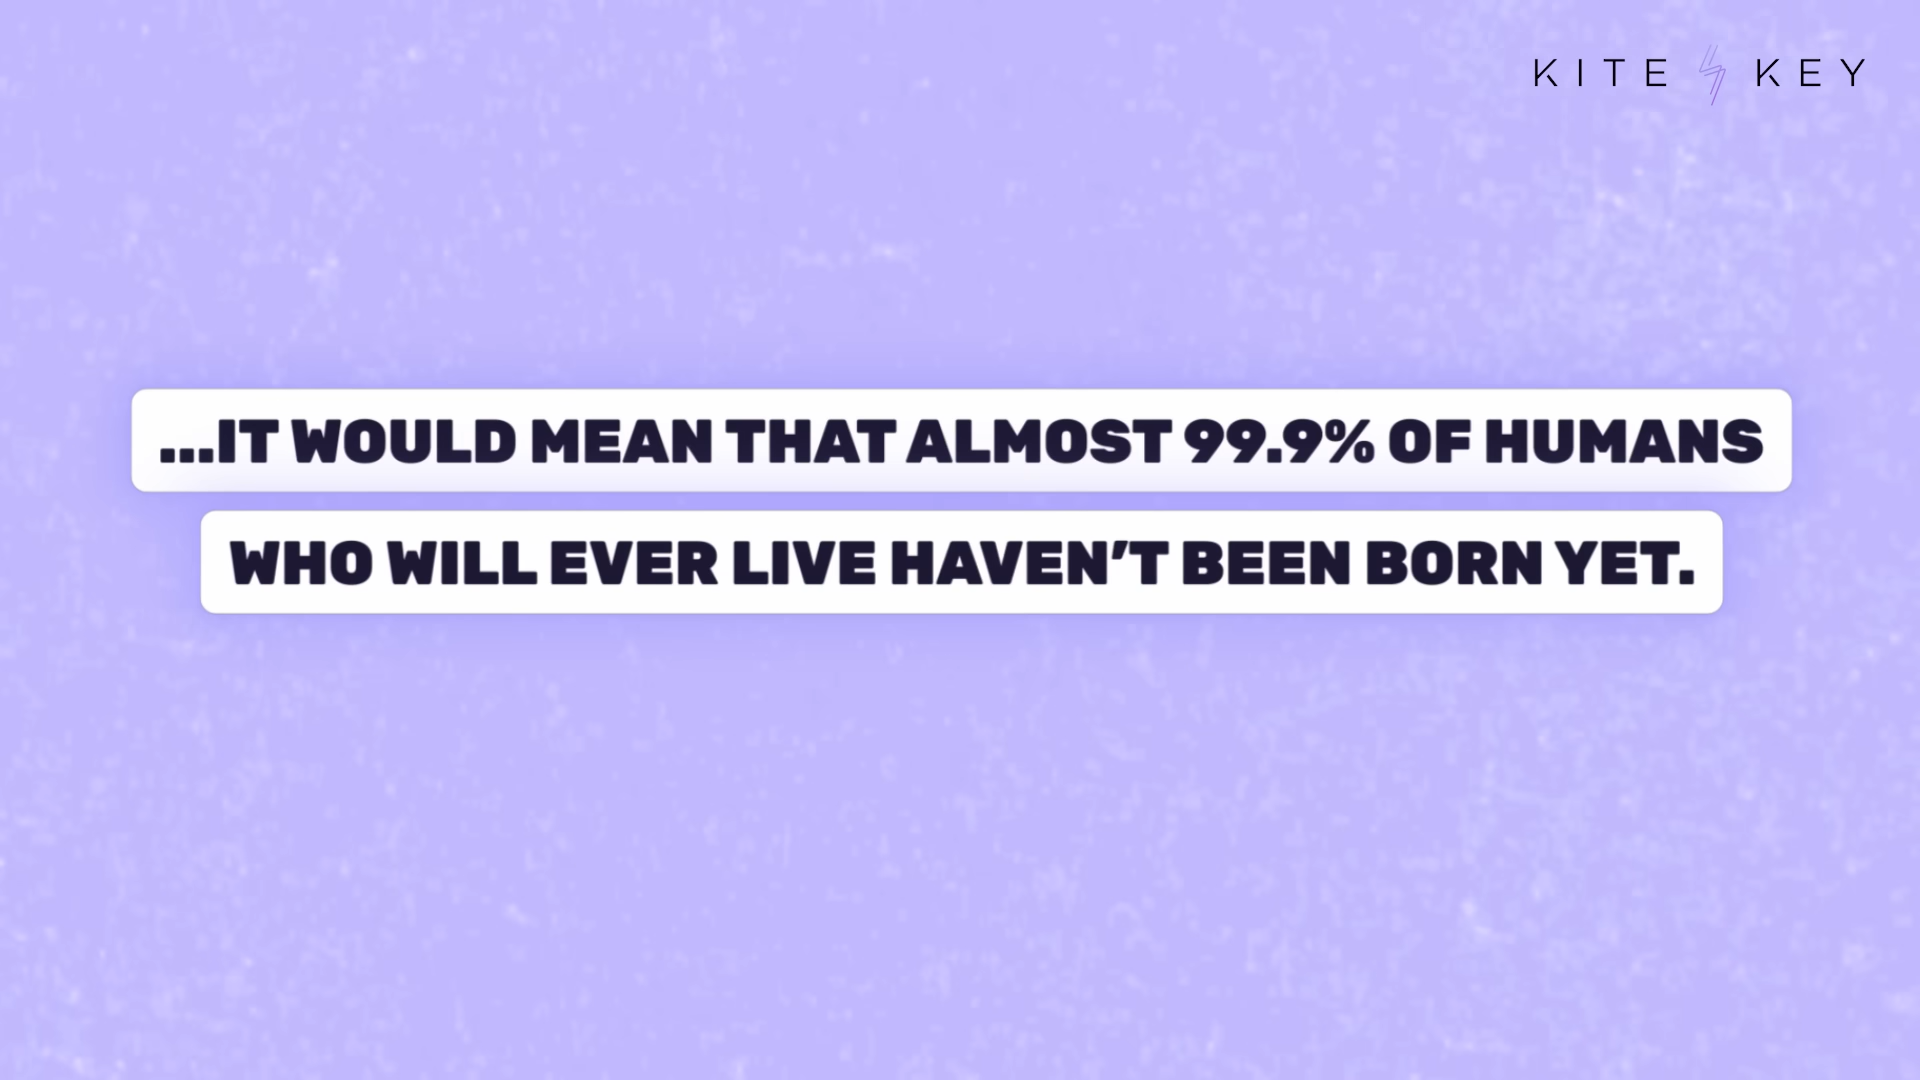 KITE KEY
...IT WOULD MEAN THAT ALMOST 99.9% OF HUMANS
WHO WILL EVER LIVE HAVEN’T BEEN BORN YET.